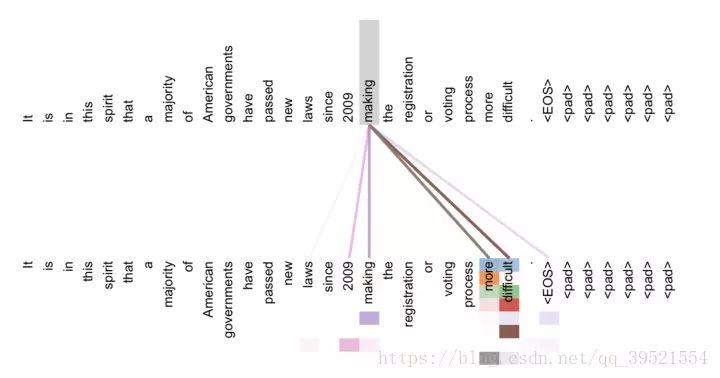 It is in this spirit that a majority of American governments have passed new laws since 2009 making the registration or voting process more difficult . <EOS> <pad> <pad> <pad> <pad> <pad> <pad>
It is in this spirit that a majority of American governments have passed new laws since 2009 making the registration or voting process more difficult . <EOS> <pad> <pad> <pad> <pad> <pad> <pad>
https://blog.csdn.net/qq_39521554